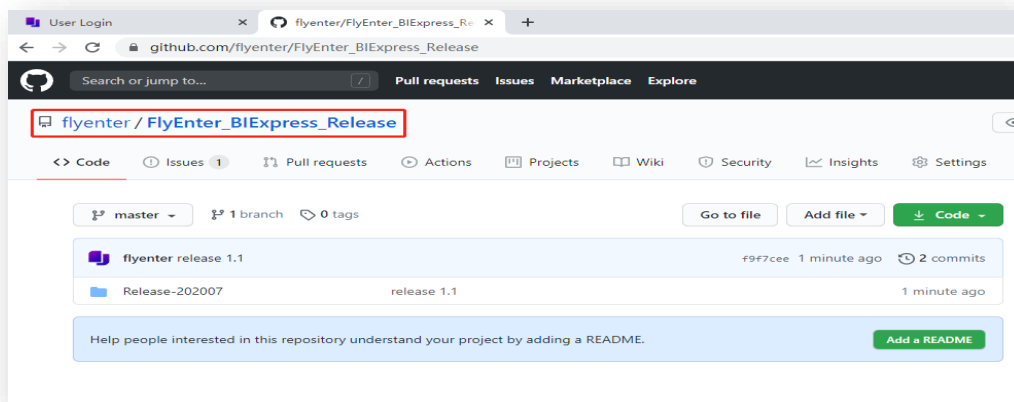 User Login × flyenter/FlyEnter_BIExpress_Re × +
github.com/flyenter/FlyEnter_BIExpress_Release
Search or jump to... / Pull requests Issues Marketplace Explore
flyenter / FlyEnter_BIExpress_Release
<> Code Issues 1 Pull requests Actions Projects Wiki Security Insights Settings
master 1 branch 0 tags Go to file Add file Code
flyenter release 1.1 f9f7cee 1 minute ago 2 commits
Release-202007 release 1.1 1 minute ago
Help people interested in this repository understand your project by adding a README. Add a README